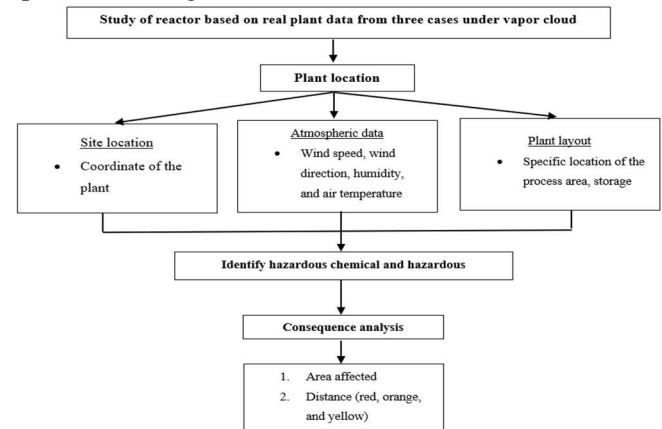 Study of reactor based on real plant data from three cases under vapor cloud
Plant location
Site location
• Coordinate of the
plant
Atmospheric data
• Wind speed, wind
direction, humidity,
and air temperature
Plant layout
• Specific location of the
process area, storage
Identify hazardous chemical and hazardous
Consequence analysis
1. Area affected
2. Distance (red, orange,
and yellow)